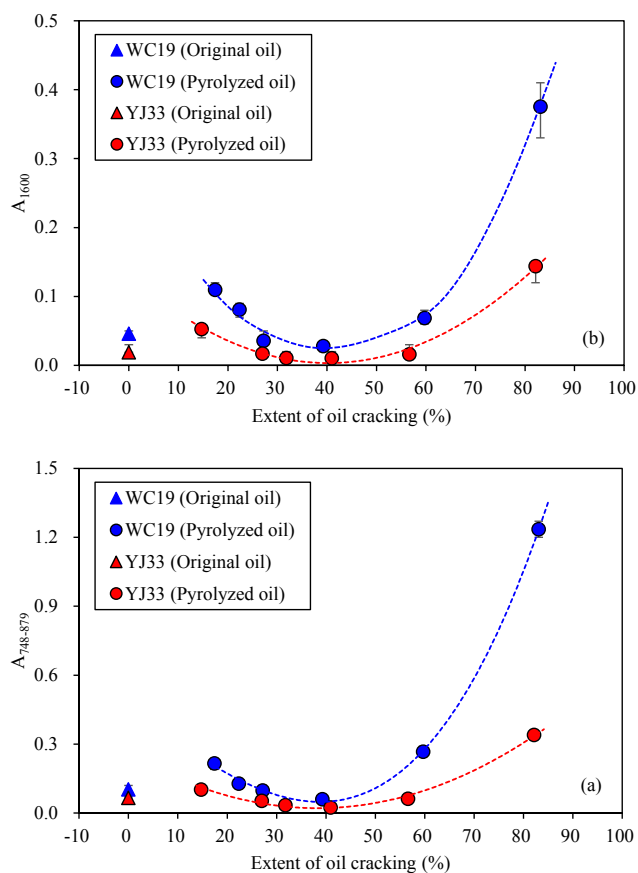 0.5
0.4
0.3
0.2
0.1
0.0
A1600
WC19 (Original oil)
WC19 (Pyrolyzed oil)
YJ33 (Original oil)
YJ33 (Pyrolyzed oil)
(b)
-10 0 10 20 30 40 50 60 70 80 90 100
Extent of oil cracking (%)
1.5
1.2
0.9
0.6
0.3
0.0
A748-879
WC19 (Original oil)
WC19 (Pyrolyzed oil)
YJ33 (Original oil)
YJ33 (Pyrolyzed oil)
(a)
-10 0 10 20 30 40 50 60 70 80 90 100
Extent of oil cracking (%)